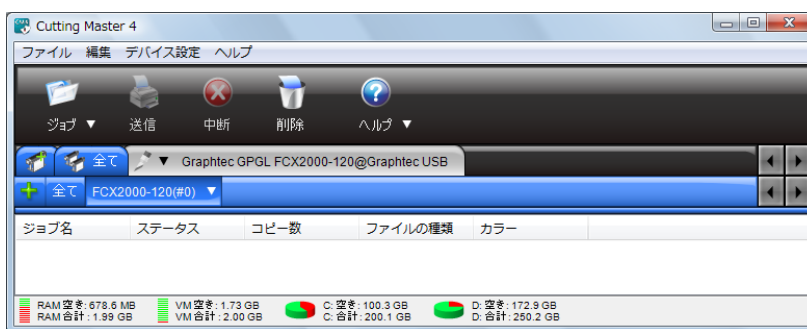 Cutting Master 4
ファイル 編集 デバイス設定 ヘルプ
ジョブ ▼ 送信 中断 削除 ヘルプ ▼
全て ▼ Graphtec GPGL FCX2000-120@Graphtec USB
全て FCX2000-120(#0) ▼
ジョブ名 ステータス コピー数 ファイルの種類 カラー
RAM 空き: 678.6 MB VM 空き: 1.73 GB C: 空き: 100.3 GB D: 空き: 172.9 GB
RAM 合計: 1.99 GB VM 合計: 2.00 GB C: 合計: 200.1 GB D: 合計: 250.2 GB